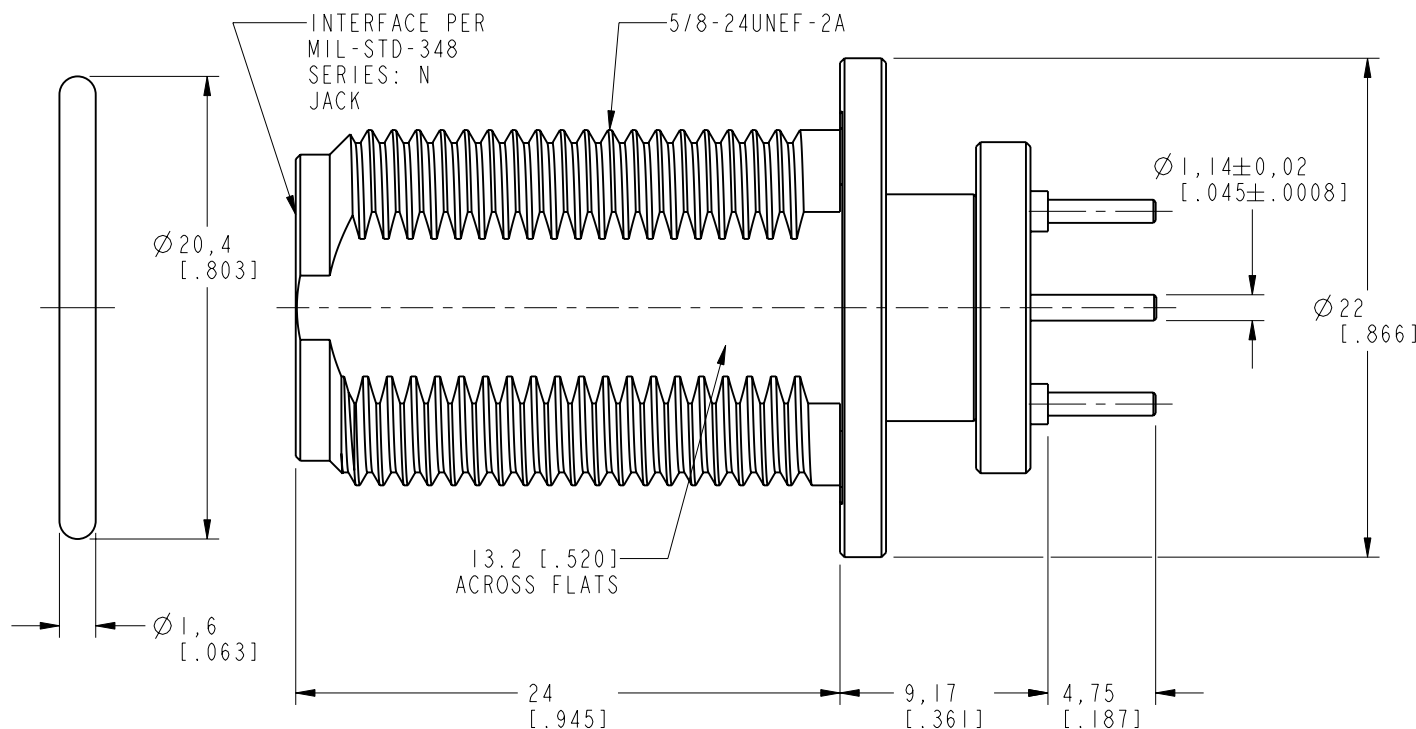 INTERFACE PER
MIL-STD-348
SERIES: N
JACK
5/8-24UNEF-2A
Ø1,14±0,02
[.045±.0008]
Ø20,4
[.803]
Ø22
[.866]
13.2 [.520]
ACROSS FLATS
Ø1,6
[.063]
24
[.945]
9,17
[.361]
4,75
[.187]